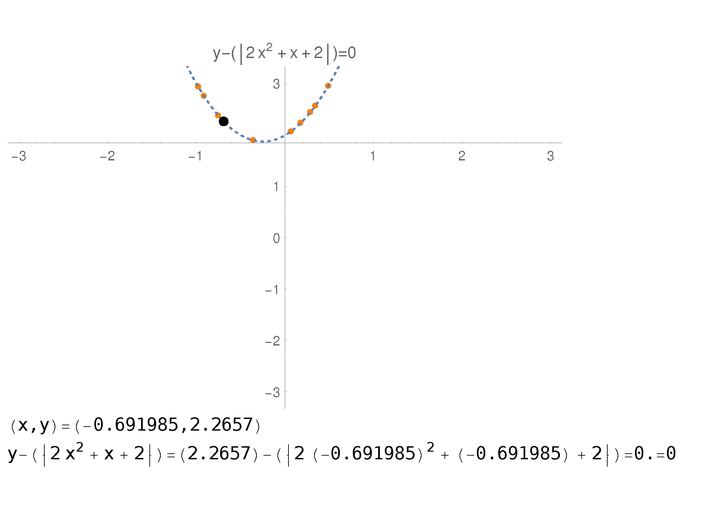 y−(|2x²+x+2|)=0
3
−3 −2 −1 1 2 3
1
0
−1
−2
−3
(x,y)=(−0.691985,2.2657)
y−(|2x²+x+2|)=(2.2657)−(|2 (−0.691985)²+(−0.691985)+2|)=0.=0